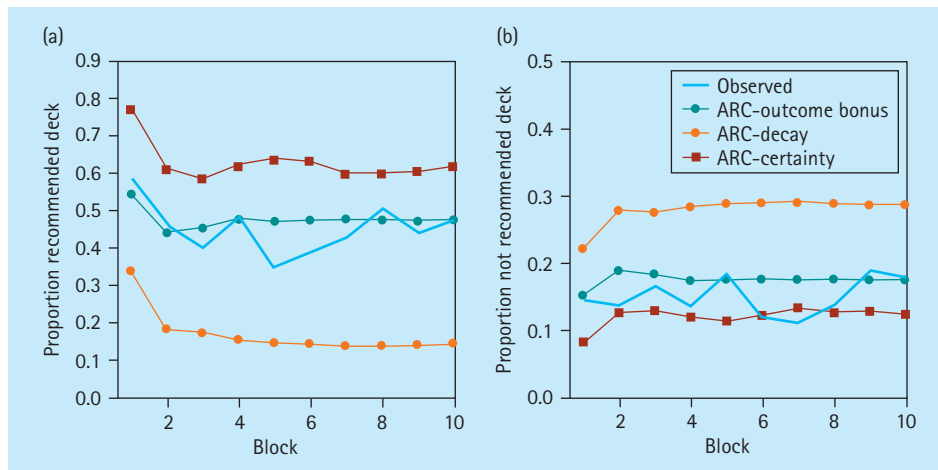 (a)
Proportion recommended deck
0.9
0.8
0.7
0.6
0.5
0.4
0.3
0.2
0.1
0.0
2 4 6 8 10
Block
(b)
Proportion not recommended deck
0.5
0.4
0.3
0.2
0.1
0.0
2 4 6 8 10
Block
Observed
ARC-outcome bonus
ARC-decay
ARC-certainty